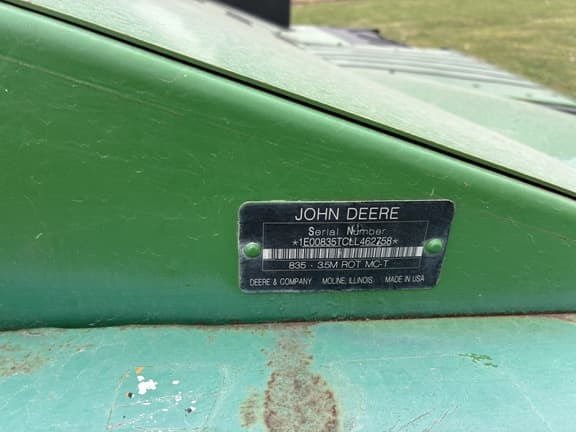 JOHN DEERE
Serial Number
*1E00835TCLL462758*
835 - 3.5M ROT MC-T
DEERE & COMPANY MOLINE, ILLINOIS MADE IN USA